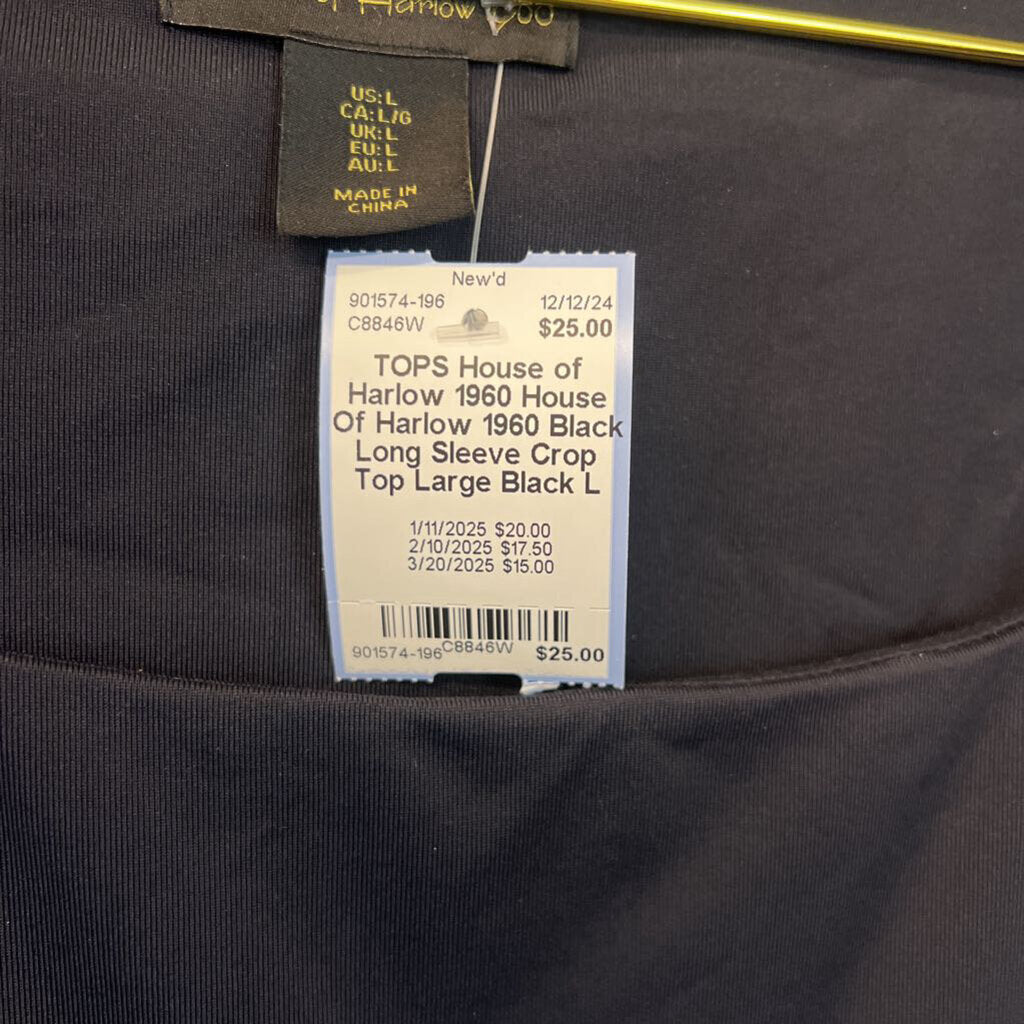 of Harlow
US: L
CA: L/G
UK: L
EU: L
AU: L
MADE IN
CHINA
New'd
901574-196 12/12/24
C8846W $25.00
TOPS House of
Harlow 1960 House
Of Harlow 1960 Black
Long Sleeve Crop
Top Large Black L
1/11/2025 $20.00
2/10/2025 $17.50
3/20/2025 $15.00
901574-196 C8846W $25.00